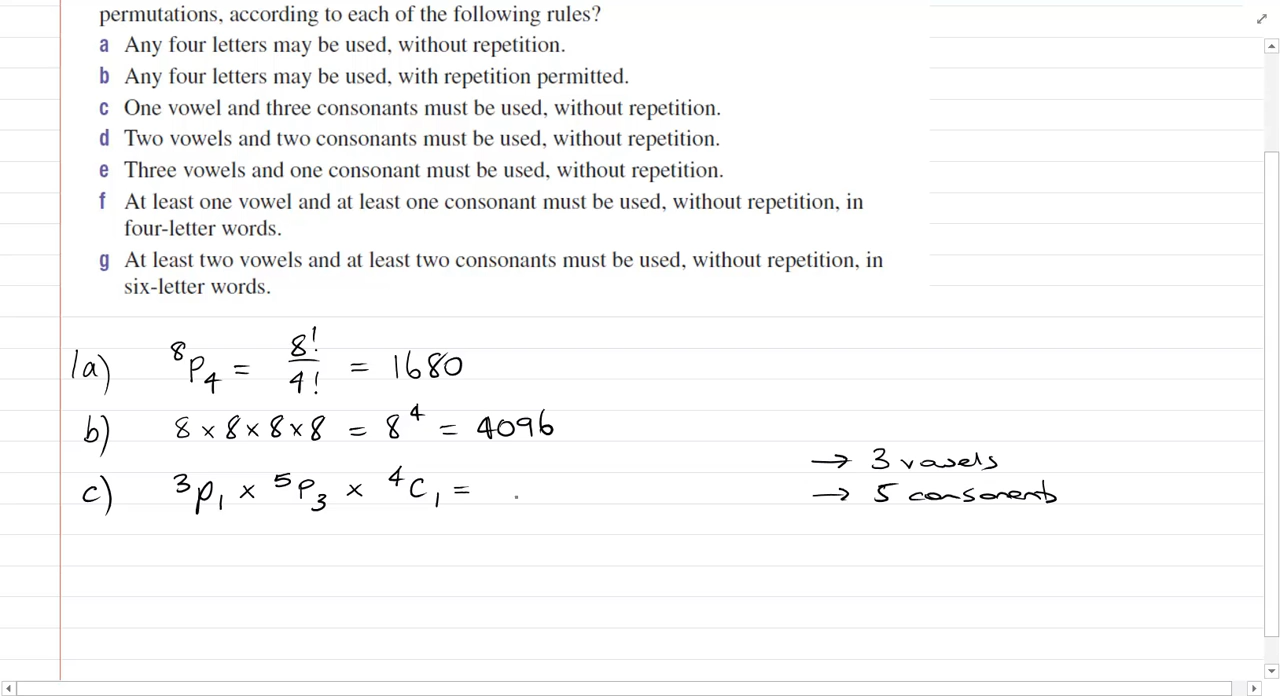 permutations, according to each of the following rules?
a Any four letters may be used, without repetition.
b Any four letters may be used, with repetition permitted.
c One vowel and three consonants must be used, without repetition.
d Two vowels and two consonants must be used, without repetition.
e Three vowels and one consonant must be used, without repetition.
f At least one vowel and at least one consonant must be used, without repetition, in
four-letter words.
g At least two vowels and at least two consonants must be used, without repetition, in
six-letter words.
1a) ⁸P₄ = 8!/4! = 1680
b) 8 × 8 × 8 × 8 = 8⁴ = 4096
→ 3 vowels
c) ³P₁ × ⁵P₃ × ⁴C₁ =
→ 5 consonents